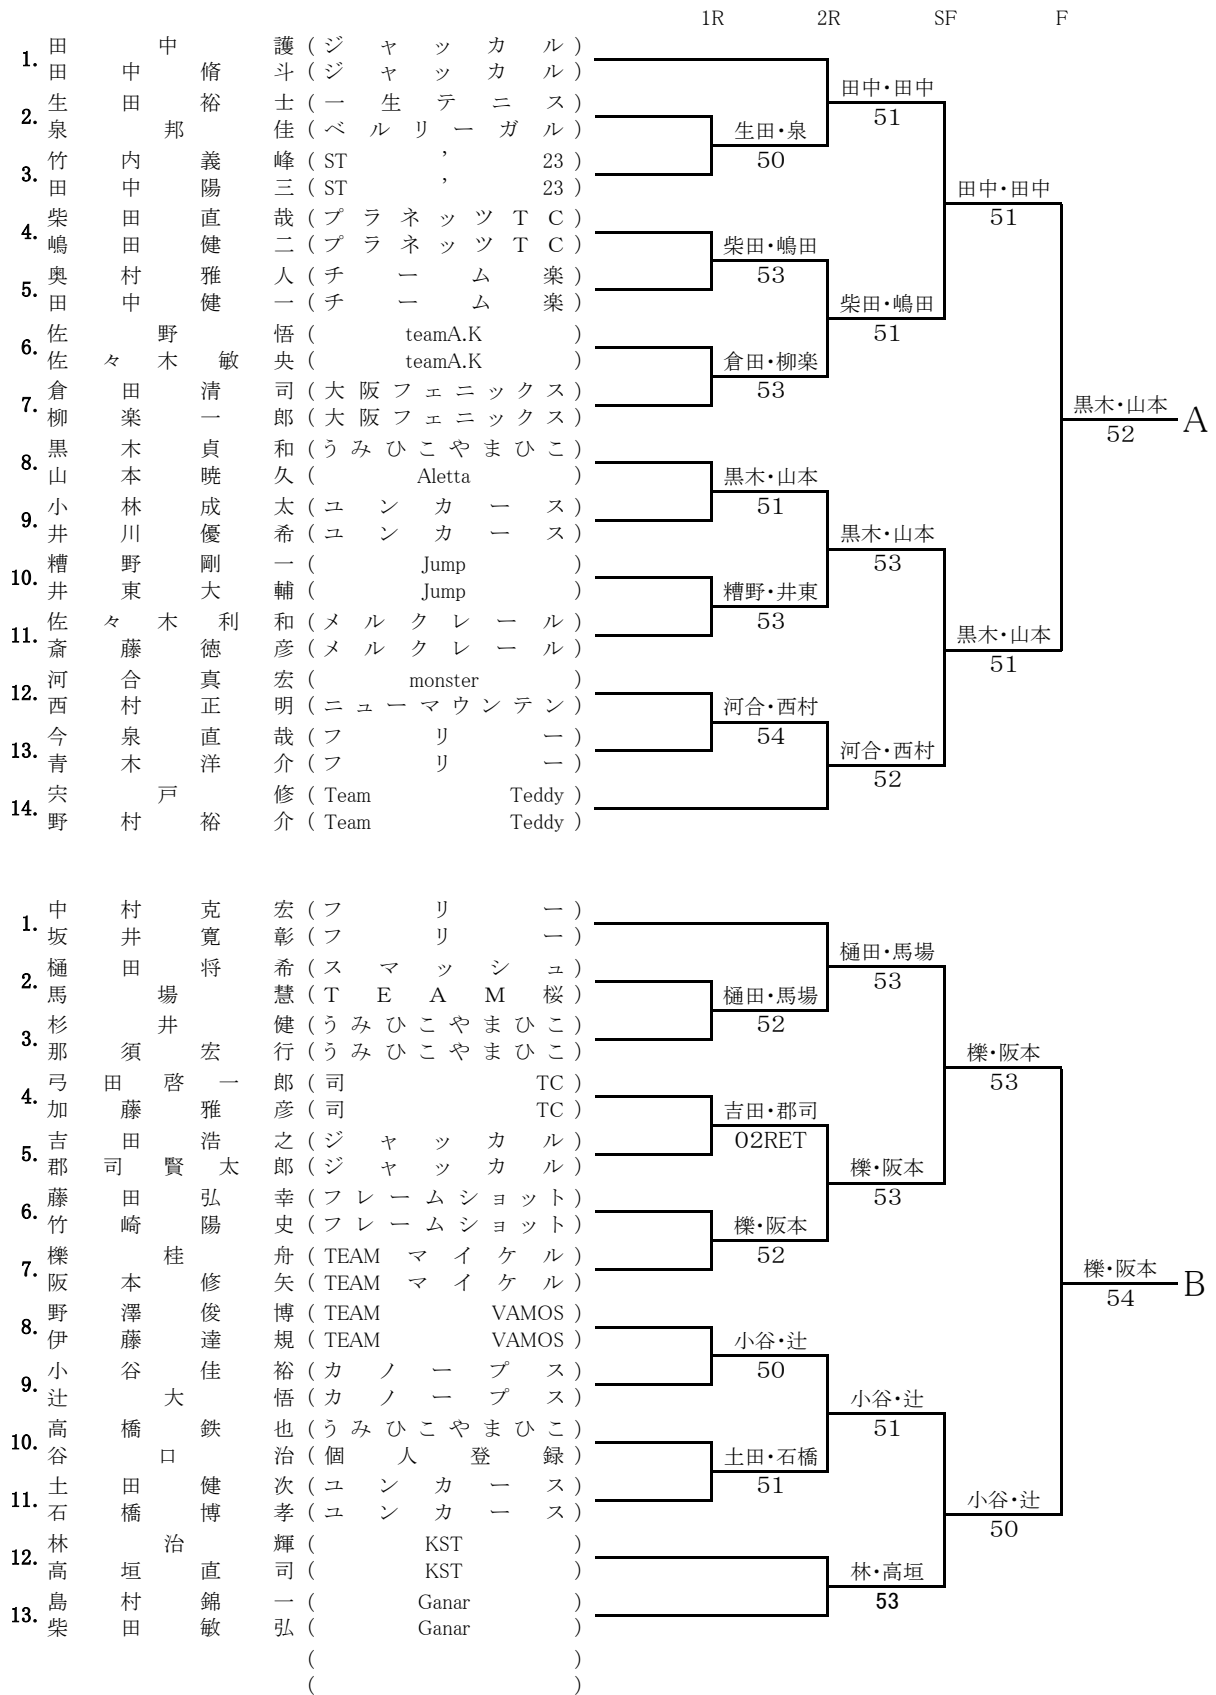 1R 2R SF F
1. 田中護 (ジャッカル)
田中脩斗 (ジャッカル)
2. 生田裕士 (一生テニス)
泉邦佳 (ベルリーガル)
3. 竹内義峰 (ST ’23)
田中陽三 (ST ’23)
4. 柴田直哉 (プラネッツTC)
嶋田健二 (プラネッツTC)
5. 奥村雅人 (チーム楽)
田中健一 (チーム楽)
6. 佐野悟 (teamA.K)
佐々木敏央 (teamA.K)
7. 倉田清司 (大阪フェニックス)
柳楽一郎 (大阪フェニックス)
8. 黒木貞和 (うみひこやまひこ)
山本暁久 (Aletta)
9. 小林成太 (ユンカース)
井川優希 (ユンカース)
10. 糟野剛一 (Jump)
井東大輔 (Jump)
11. 佐々木利和 (メルクレール)
斎藤徳彦 (メルクレール)
12. 河合真宏 (monster)
西村正明 (ニューマウンテン)
13. 今泉直哉 (フリー)
青木洋介 (フリー)
14. 宍戸修 (Team Teddy)
野村裕介 (Team Teddy)
生田・泉
50
柴田・嶋田
53
倉田・柳楽
53
黒木・山本
51
糟野・井東
53
河合・西村
54
田中・田中
51
柴田・嶋田
51
黒木・山本
53
河合・西村
52
田中・田中
51
黒木・山本
51
黒木・山本
52
A
1. 中村克宏 (フリー)
坂井寛彰 (フリー)
2. 樋田将希 (スマッシュ)
馬場慧 (TEAM桜)
3. 杉井健 (うみひこやまひこ)
那須宏行 (うみひこやまひこ)
4. 弓田啓一郎 (司 TC)
加藤雅彦 (司 TC)
5. 吉田浩之 (ジャッカル)
郡司賢太郎 (ジャッカル)
6. 藤田弘幸 (フレームショット)
竹崎陽史 (フレームショット)
7. 櫟桂舟 (TEAM マイケル)
阪本修矢 (TEAM マイケル)
8. 野澤俊博 (TEAM VAMOS)
伊藤達規 (TEAM VAMOS)
9. 小谷佳裕 (カノープス)
辻大悟 (カノープス)
10. 高橋鉄也 (うみひこやまひこ)
谷口治 (個人登録)
11. 土田健次 (ユンカース)
石橋博孝 (ユンカース)
12. 林治輝 (KST)
高垣直司 (KST)
13. 島村錦一 (Ganar)
柴田敏弘 (Ganar)
( )
( )
樋田・馬場
52
吉田・郡司
02RET
櫟・阪本
52
小谷・辻
50
土田・石橋
51
樋田・馬場
53
櫟・阪本
53
小谷・辻
51
林・高垣
53
櫟・阪本
53
小谷・辻
50
櫟・阪本
54
B